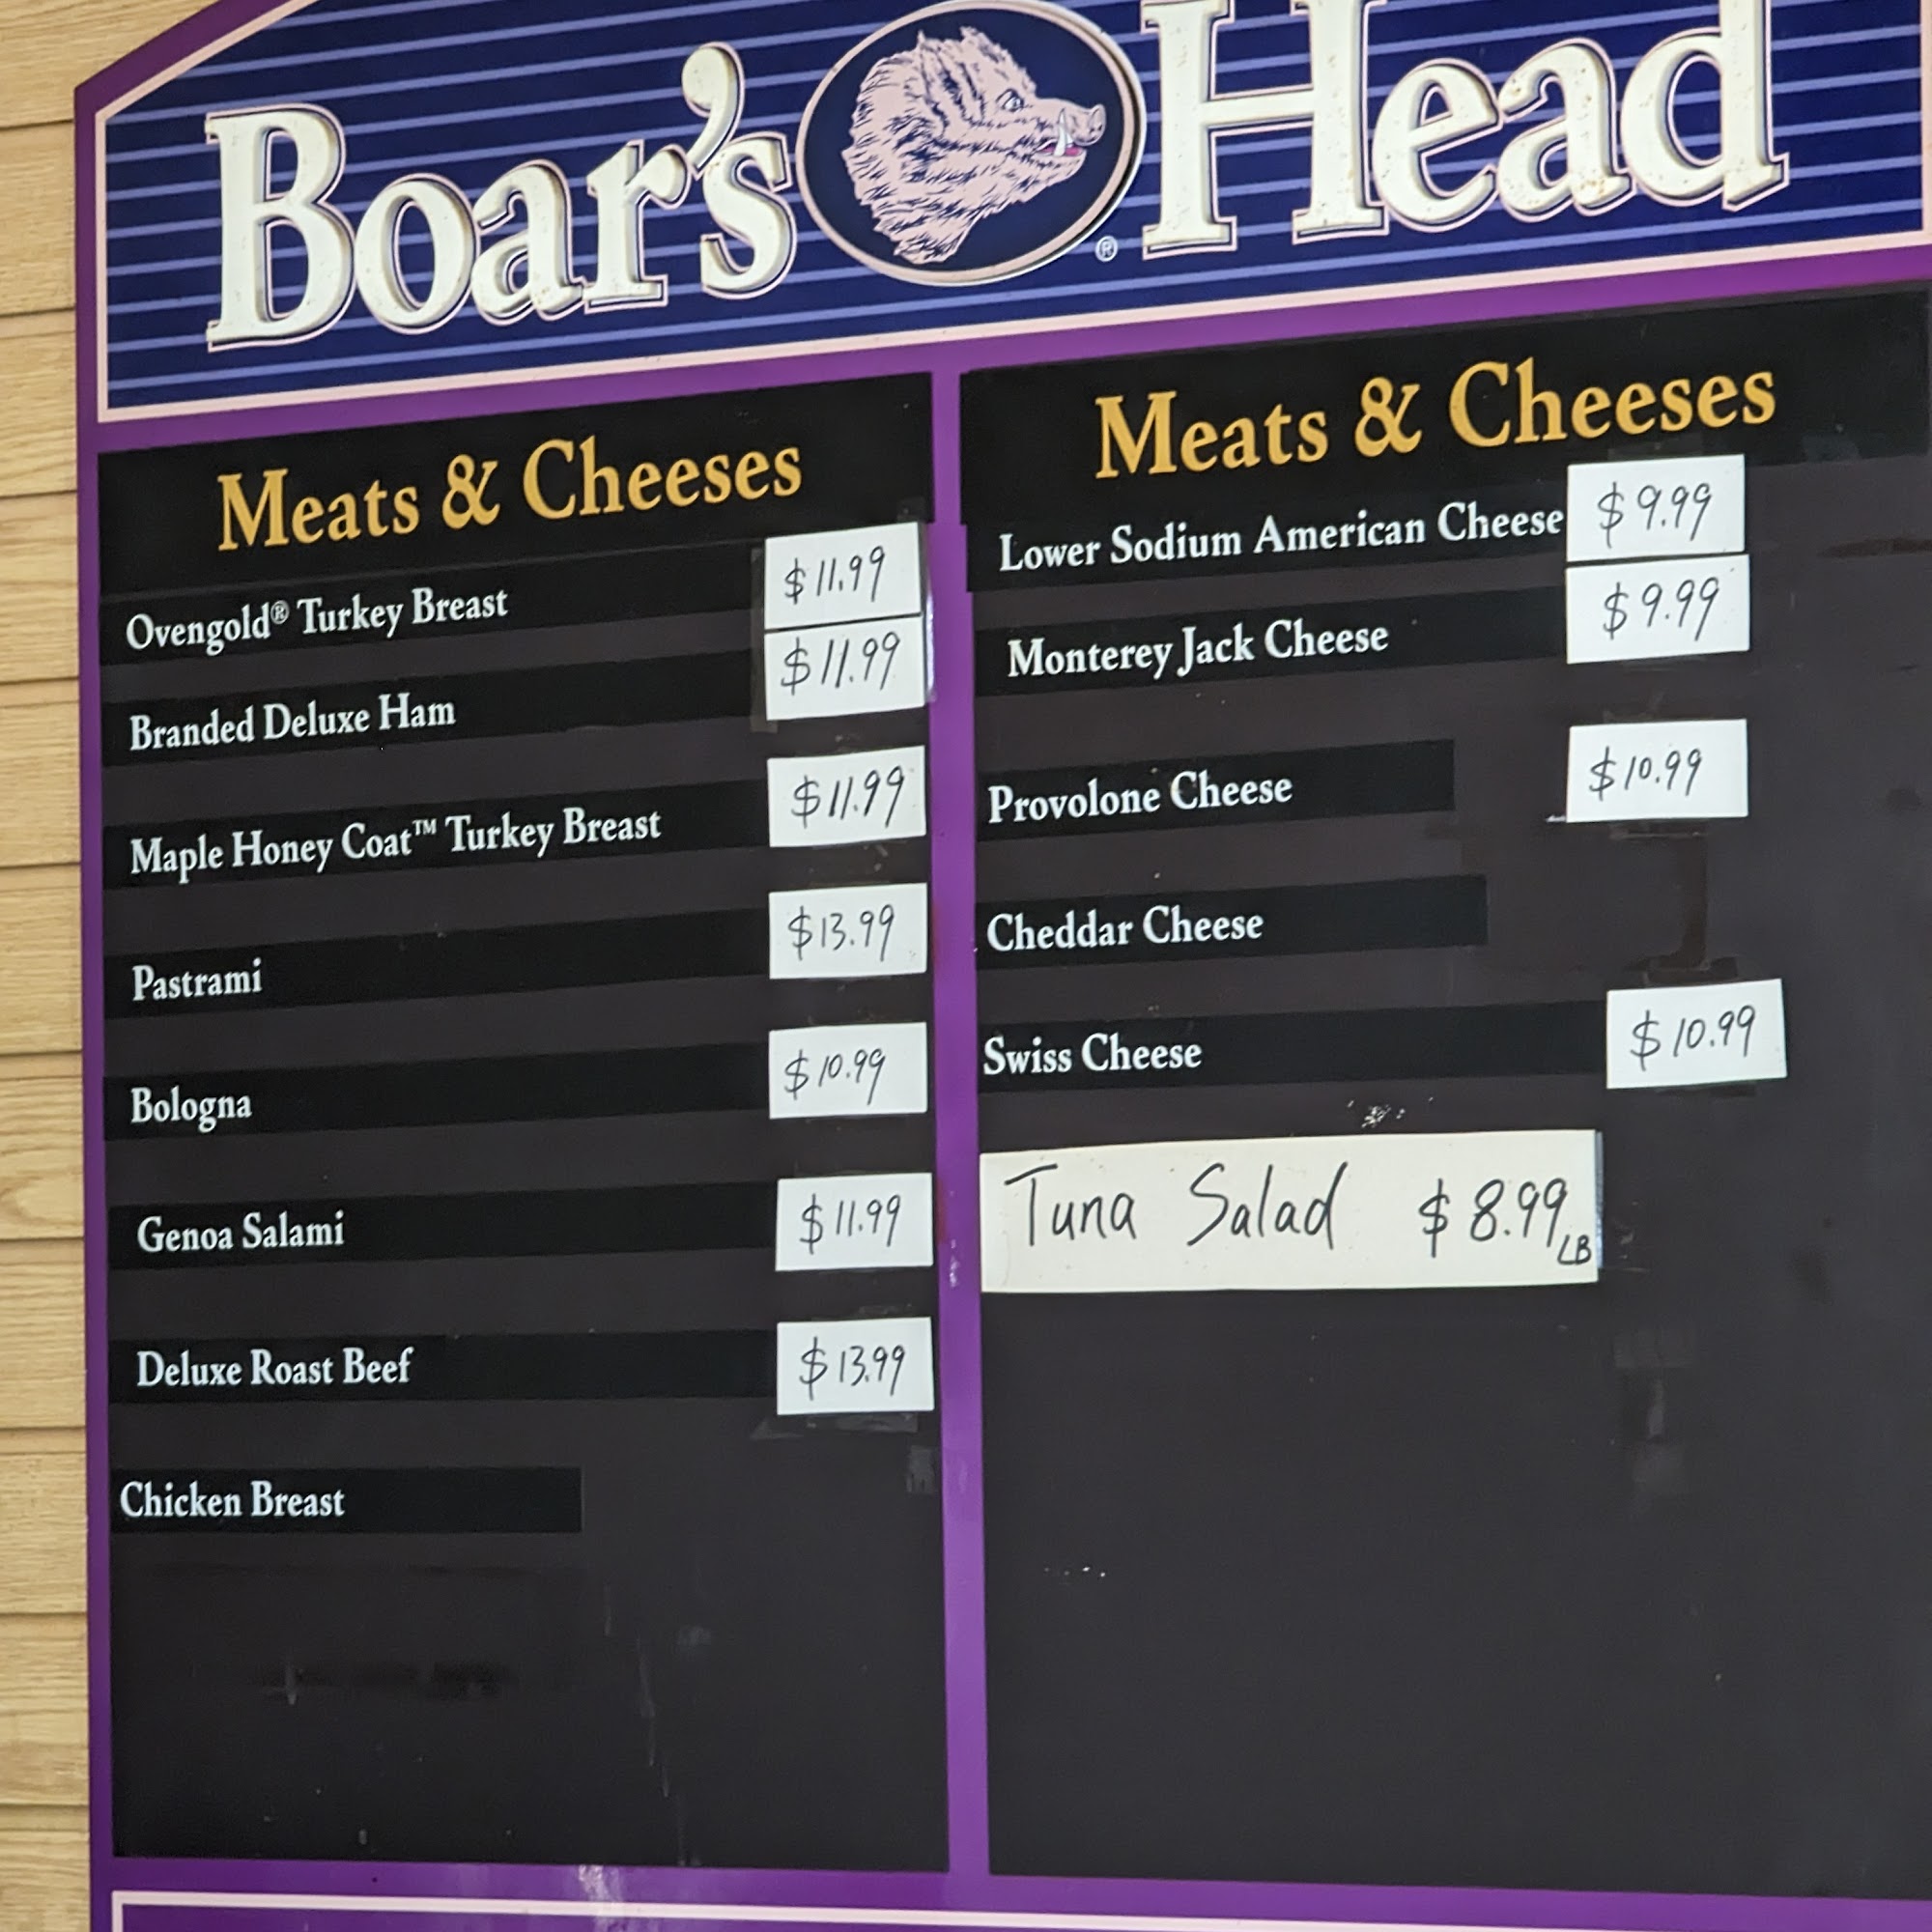 Boar's Head®
Meats & Cheeses
Ovengold® Turkey Breast $11.99
Branded Deluxe Ham $11.99
Maple Honey Coat™ Turkey Breast $11.99
Pastrami $13.99
Bologna $10.99
Genoa Salami $11.99
Deluxe Roast Beef $13.99
Chicken Breast
Meats & Cheeses
Lower Sodium American Cheese $9.99
Monterey Jack Cheese $9.99
Provolone Cheese $10.99
Cheddar Cheese
Swiss Cheese $10.99
Tuna Salad $8.99 LB